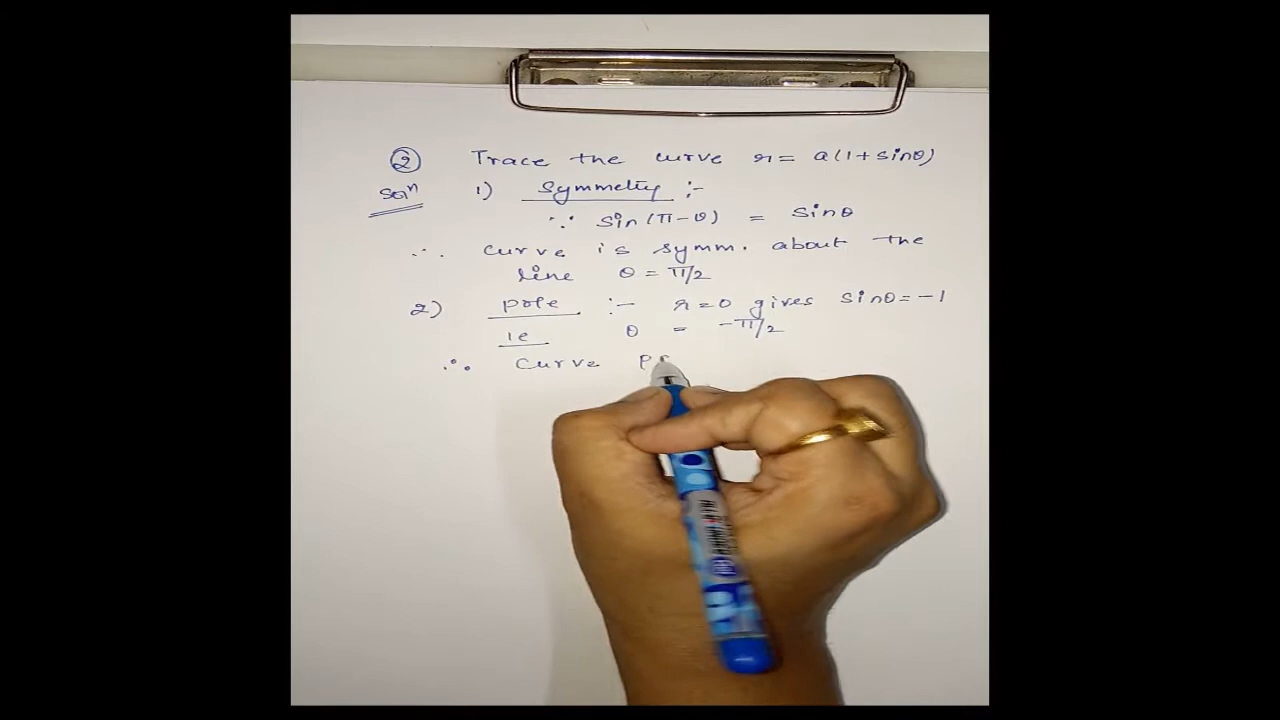 ② Trace the curve r = a(1+sinθ)
Solⁿ 1) Symmetry :-
∵ sin(π-θ) = sinθ
∴ curve is symm. about the
line θ = π/2
2) pole :- r=0 gives sinθ = -1
ie θ = -π/2
∴ Curve